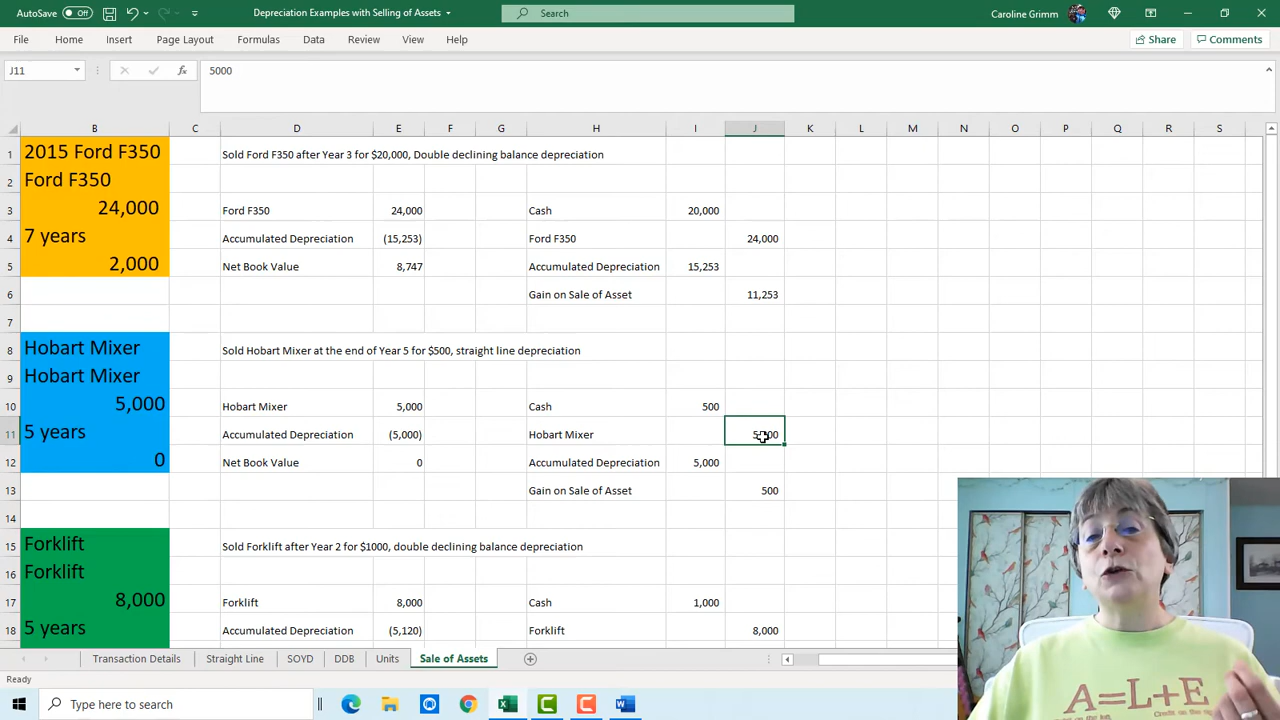 AutoSave Off Depreciation Examples with Selling of Assets Search Caroline Grimm
File Home Insert Page Layout Formulas Data Review View Help Share Comments
J11 fx 5000
B C D E F G H I J K L M N O P Q R S
1 2015 Ford F350 Sold Ford F350 after Year 3 for $20,000, Double declining balance depreciation
2 Ford F350
3 24,000 Ford F350 24,000 Cash 20,000
4 7 years Accumulated Depreciation (15,253) Ford F350 24,000
5 2,000 Net Book Value 8,747 Accumulated Depreciation 15,253
6 Gain on Sale of Asset 11,253
7
8 Hobart Mixer Sold Hobart Mixer at the end of Year 5 for $500, straight line depreciation
9 Hobart Mixer
10 5,000 Hobart Mixer 5,000 Cash 500
11 5 years Accumulated Depreciation (5,000) Hobart Mixer
12 0 Net Book Value 0 Accumulated Depreciation 5,000
13 Gain on Sale of Asset 500
14
15 Forklift Sold Forklift after Year 2 for $1000, double declining balance depreciation
16 Forklift
17 8,000 Forklift 8,000 Cash 1,000
18 5 years Accumulated Depreciation (5,120) Forklift 8,000
A=L+E
Transaction Details Straight Line SOYD DDB Units Sale of Assets
Ready
Type here to search